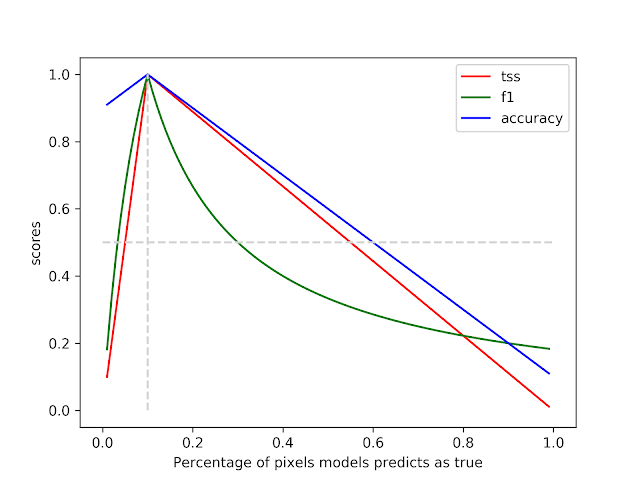 tss
f1
accuracy
1.0
0.8
0.6
0.4
0.2
0.0
scores
0.0 0.2 0.4 0.6 0.8 1.0
Percentage of pixels models predicts as true